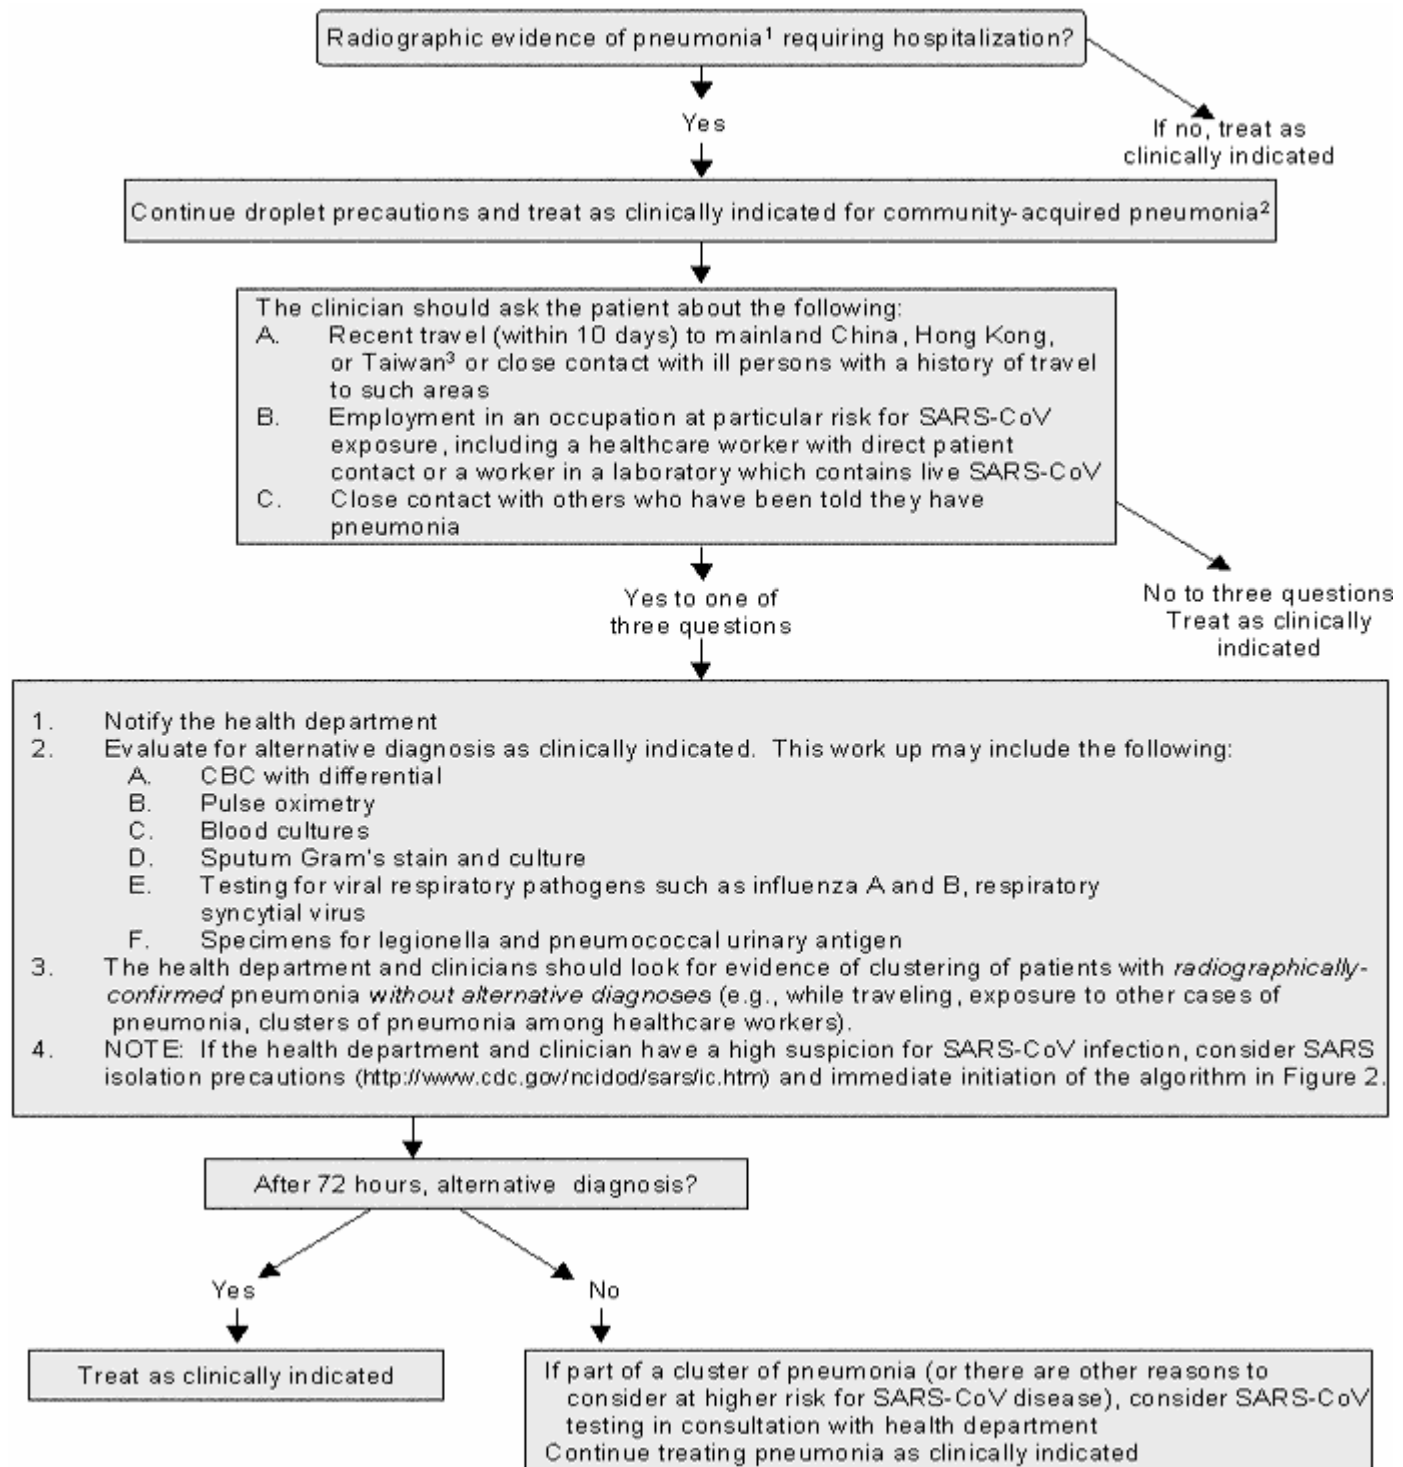 Radiographic evidence of pneumonia¹ requiring hospitalization?
Yes
If no, treat as
clinically indicated
Continue droplet precautions and treat as clinically indicated for community-acquired pneumonia²
The clinician should ask the patient about the following:
A. Recent travel (within 10 days) to mainland China, Hong Kong,
or Taiwan³ or close contact with ill persons with a history of travel
to such areas
B. Employment in an occupation at particular risk for SARS-CoV
exposure, including a healthcare worker with direct patient
contact or a worker in a laboratory which contains live SARS-CoV
C. Close contact with others who have been told they have
pneumonia
Yes to one of
three questions
No to three questions
Treat as clinically
indicated
1. Notify the health department
2. Evaluate for alternative diagnosis as clinically indicated. This work up may include the following:
A. CBC with differential
B. Pulse oximetry
C. Blood cultures
D. Sputum Gram's stain and culture
E. Testing for viral respiratory pathogens such as influenza A and B, respiratory
syncytial virus
F. Specimens for legionella and pneumococcal urinary antigen
3. The health department and clinicians should look for evidence of clustering of patients with radiographically-
confirmed pneumonia without alternative diagnoses (e.g., while traveling, exposure to other cases of
pneumonia, clusters of pneumonia among healthcare workers).
4. NOTE: If the health department and clinician have a high suspicion for SARS-CoV infection, consider SARS
isolation precautions (http://www.cdc.gov/ncidod/sars/ic.htm) and immediate initiation of the algorithm in Figure 2.
After 72 hours, alternative diagnosis?
Yes
No
Treat as clinically indicated
If part of a cluster of pneumonia (or there are other reasons to
consider at higher risk for SARS-CoV disease), consider SARS-CoV
testing in consultation with health department
Continue treating pneumonia as clinically indicated